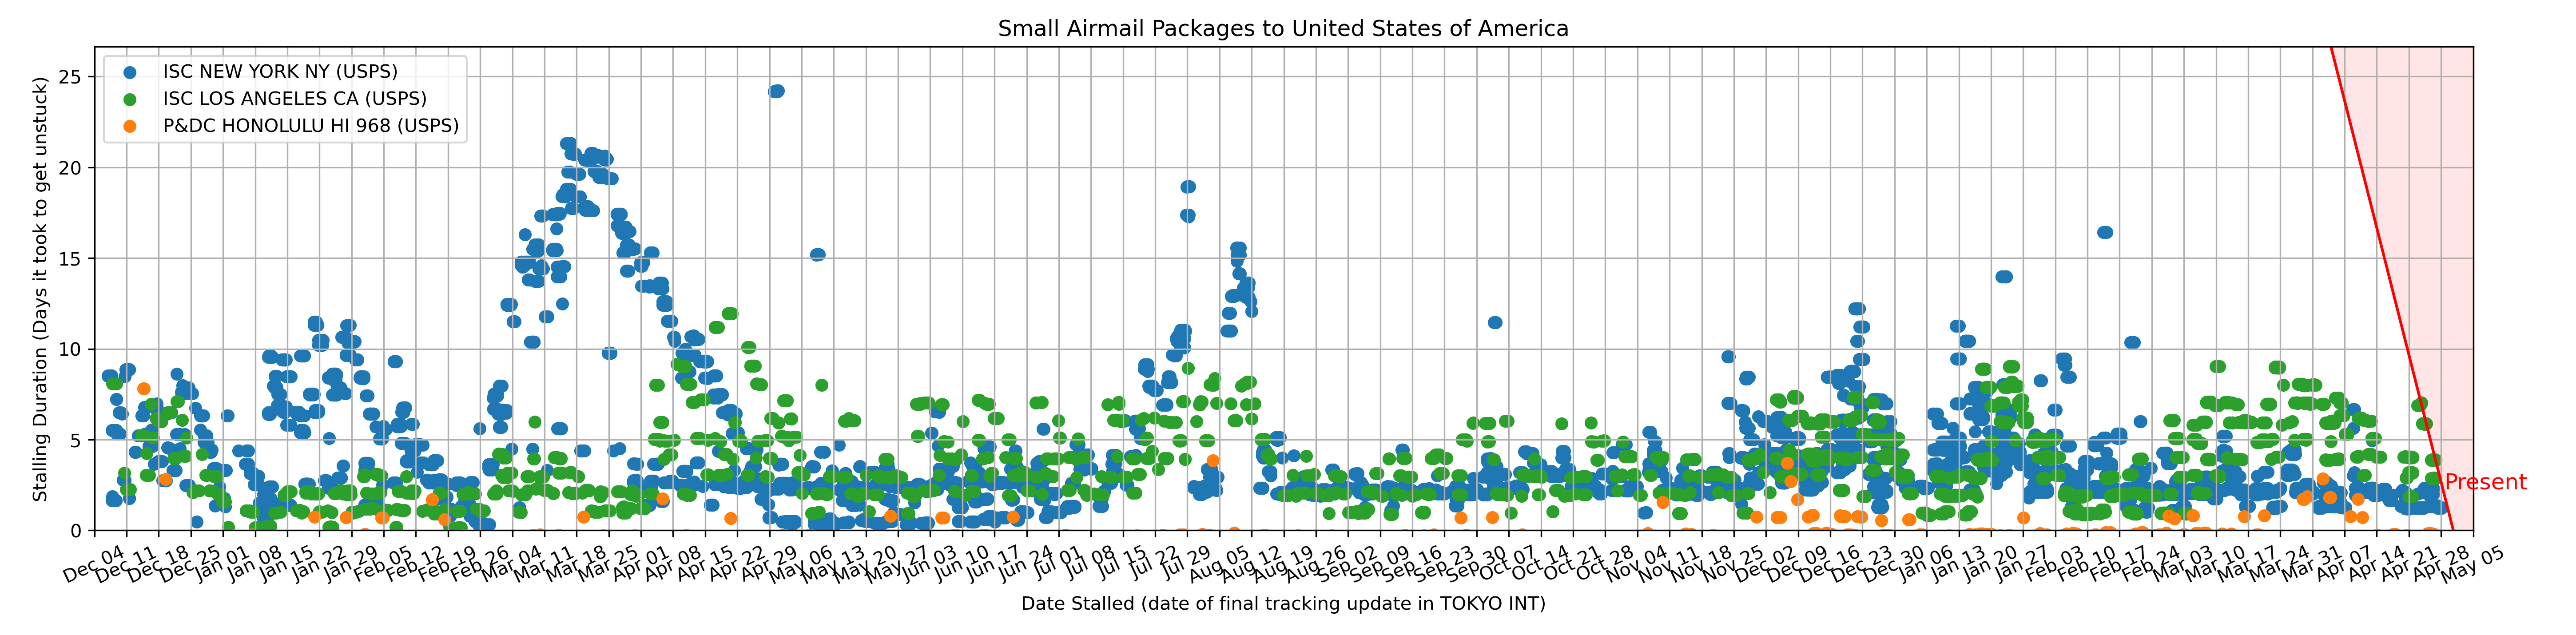 Small Airmail Packages to United States of America
ISC NEW YORK NY (USPS)
ISC LOS ANGELES CA (USPS)
P&DC HONOLULU HI 968 (USPS)
Stalling Duration (Days it took to get unstuck)
25
20
15
10
5
0
Present
Dec 04
Dec 11
Dec 18
Dec 25
Jan 01
Jan 08
Jan 15
Jan 22
Jan 29
Feb 05
Feb 12
Feb 19
Feb 26
Mar 04
Mar 11
Mar 18
Mar 25
Apr 01
Apr 08
Apr 15
Apr 22
Apr 29
May 06
May 13
May 20
May 27
Jun 03
Jun 10
Jun 17
Jun 24
Jul 01
Jul 08
Jul 15
Jul 22
Jul 29
Aug 05
Aug 12
Aug 19
Aug 26
Sep 02
Sep 09
Sep 16
Sep 23
Sep 30
Oct 07
Oct 14
Oct 21
Oct 28
Nov 04
Nov 11
Nov 18
Nov 25
Dec 02
Dec 09
Dec 16
Dec 23
Dec 30
Jan 06
Jan 13
Jan 20
Jan 27
Feb 03
Feb 10
Feb 17
Feb 24
Mar 03
Mar 10
Mar 17
Mar 24
Mar 31
Apr 07
Apr 14
Apr 21
Apr 28
May 05
Date Stalled (date of final tracking update in TOKYO INT)